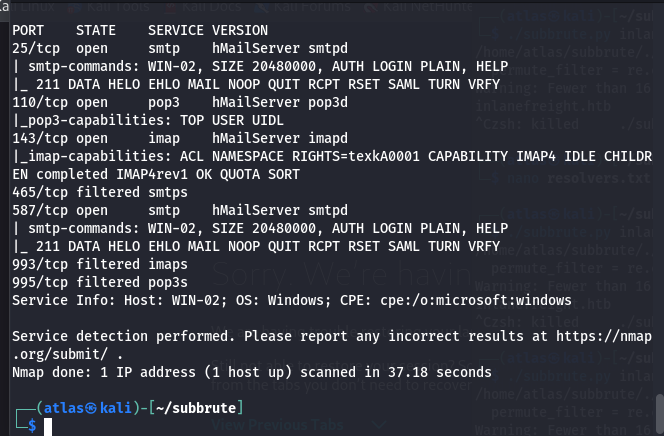 PORT    STATE    SERVICE VERSION
25/tcp  open     smtp    hMailServer smtpd
| smtp-commands: WIN-02, SIZE 20480000, AUTH LOGIN PLAIN, HELP
|_ 211 DATA HELO EHLO MAIL NOOP QUIT RCPT RSET SAML TURN VRFY
110/tcp open     pop3    hMailServer pop3d
|_pop3-capabilities: TOP USER UIDL
143/tcp open     imap    hMailServer imapd
|_imap-capabilities: ACL NAMESPACE RIGHTS=texkA0001 CAPABILITY IMAP4 IDLE CHILDR
EN completed IMAP4rev1 OK QUOTA SORT
465/tcp filtered smtps
587/tcp open     smtp    hMailServer smtpd
| smtp-commands: WIN-02, SIZE 20480000, AUTH LOGIN PLAIN, HELP
|_ 211 DATA HELO EHLO MAIL NOOP QUIT RCPT RSET SAML TURN VRFY
993/tcp filtered imaps
995/tcp filtered pop3s
Service Info: Host: WIN-02; OS: Windows; CPE: cpe:/o:microsoft:windows
Service detection performed. Please report any incorrect results at https://nmap
.org/submit/ .
Nmap done: 1 IP address (1 host up) scanned in 37.18 seconds
┌──(atlas㉿kali)-[~/subbrute]
└─$
View Previous Tabs